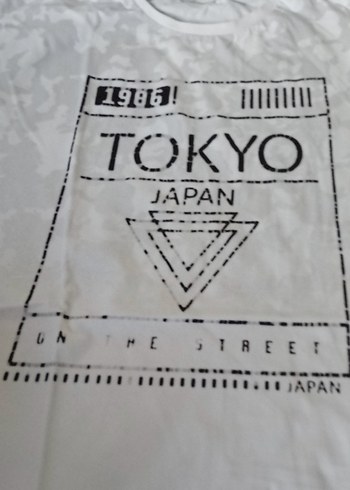 1986!
TOKYO
JAPAN
ON THE STREET
JAPAN